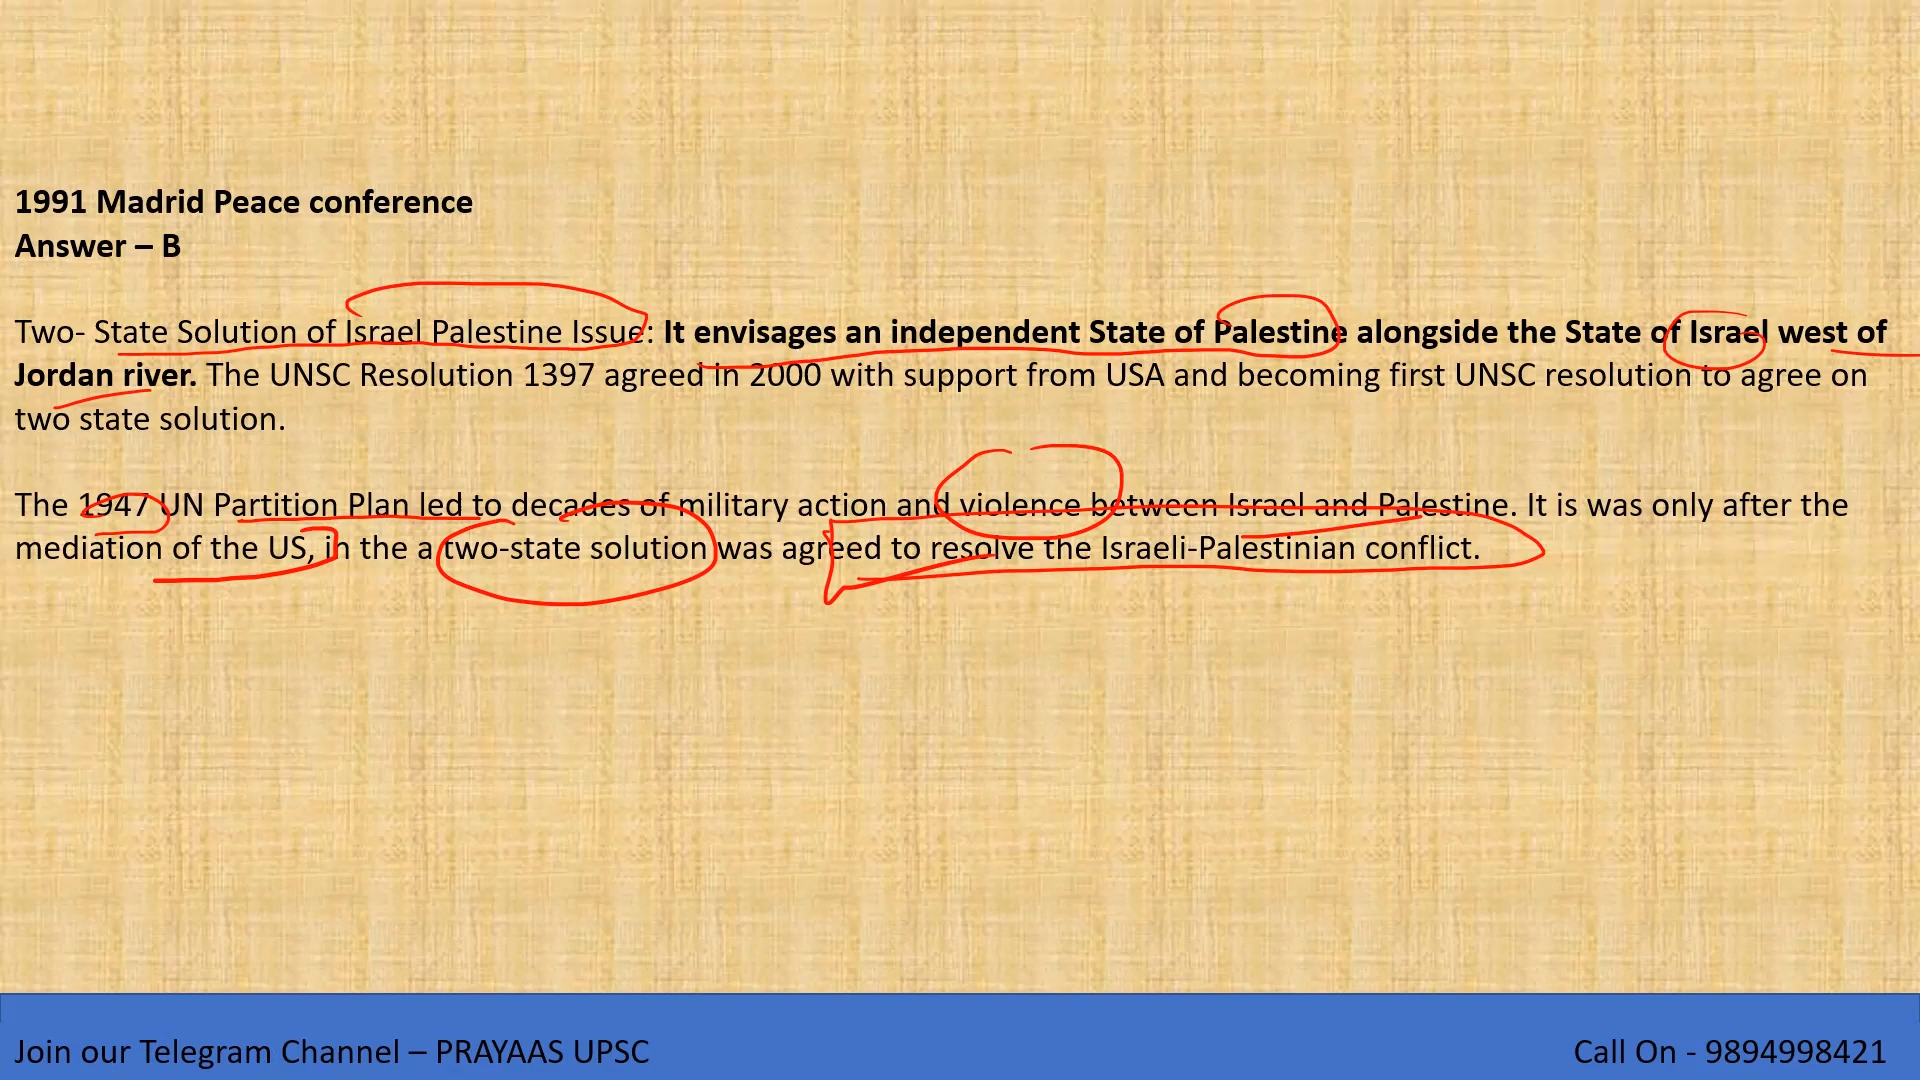 1991 Madrid Peace conference
Answer – B
Two- State Solution of Israel Palestine Issue: It envisages an independent State of Palestine alongside the State of Israel west of
Jordan river. The UNSC Resolution 1397 agreed in 2000 with support from USA and becoming first UNSC resolution to agree on
two state solution.
The 1947 UN Partition Plan led to decades of military action and violence between Israel and Palestine. It is was only after the
mediation of the US, in the a two-state solution was agreed to resolve the Israeli-Palestinian conflict.
Join our Telegram Channel – PRAYAAS UPSC
Call On - 9894998421